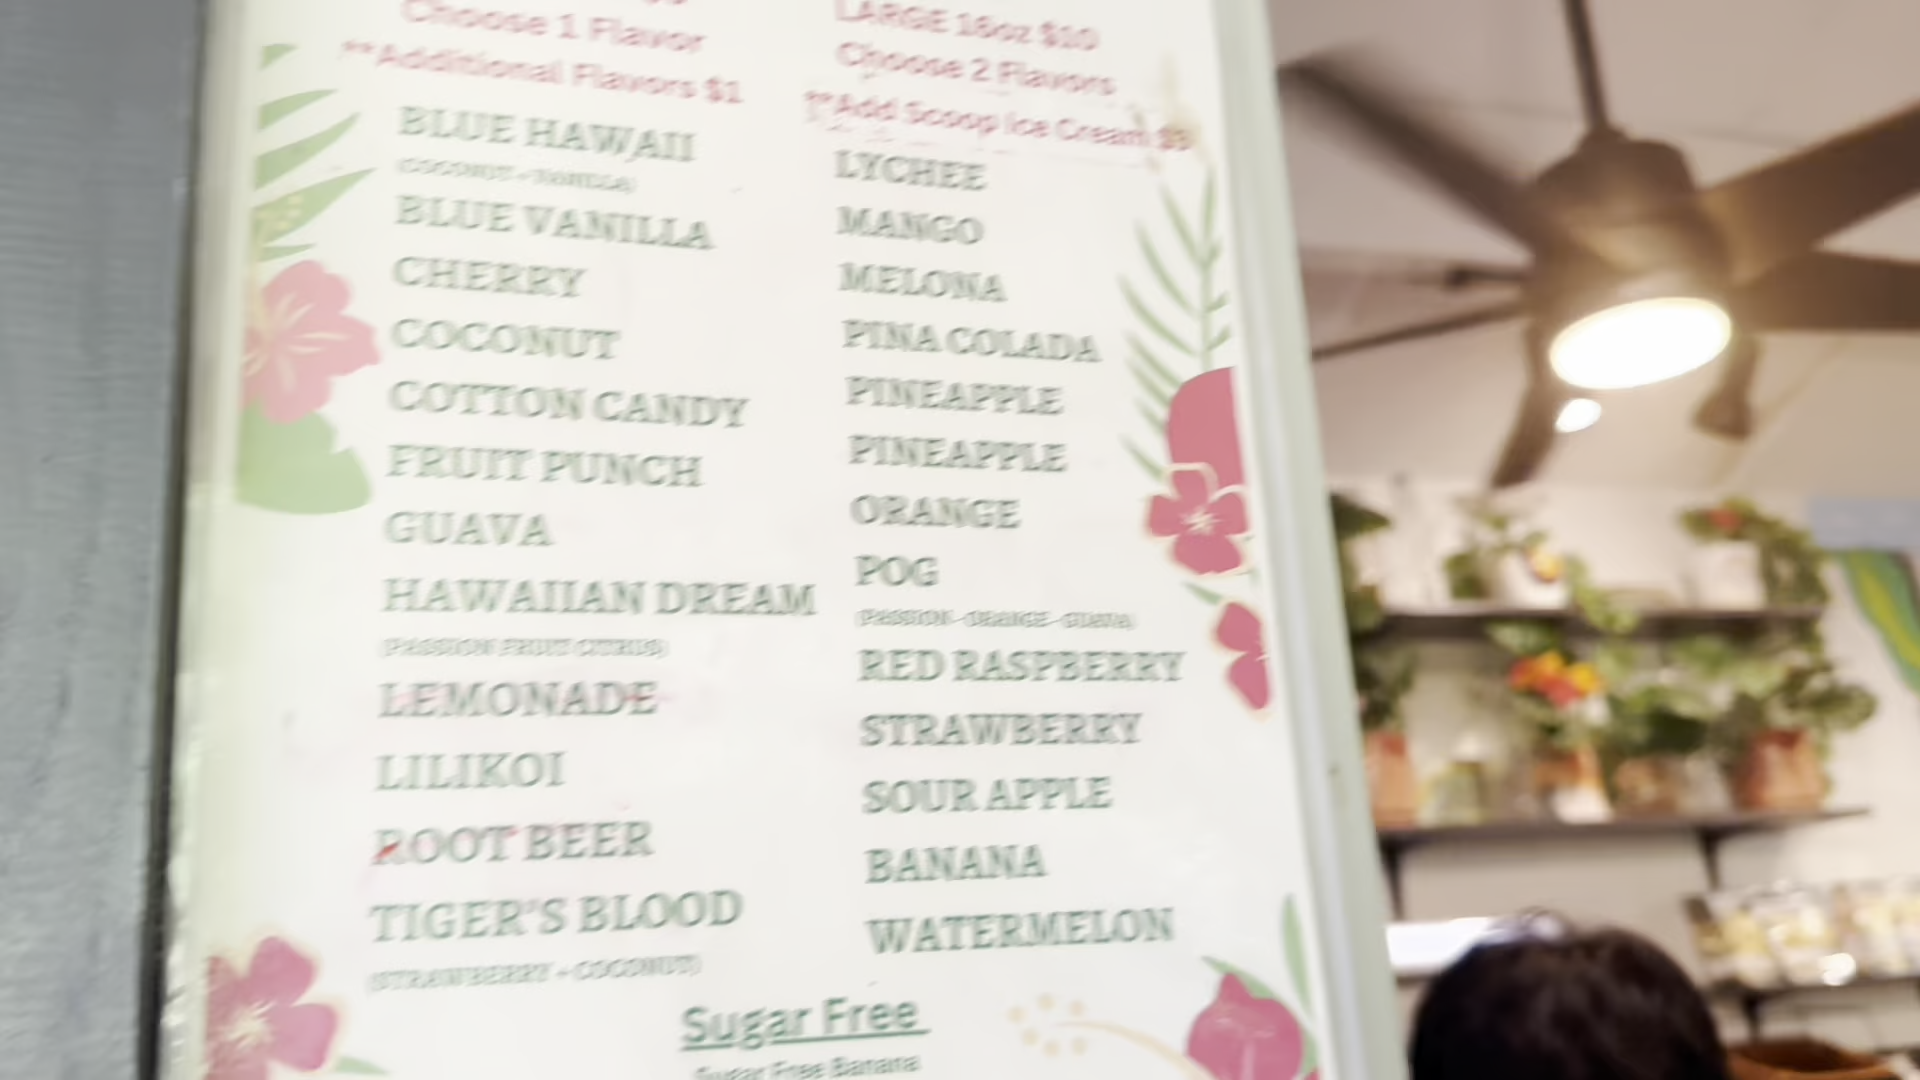 Choose 1 Flavor
**Additional Flavors $1
BLUE HAWAII
(COCONUT + VANILLA)
BLUE VANILLA
CHERRY
COCONUT
COTTON CANDY
FRUIT PUNCH
GUAVA
HAWAIIAN DREAM
(PASSION FRUIT CITRUS)
LEMONADE
LILIKOI
ROOT BEER
TIGER'S BLOOD
(STRAWBERRY + COCONUT)
LARGE 16oz $10
Choose 2 Flavors
**Add Scoop Ice Cream
LYCHEE
MANGO
MELONA
PINA COLADA
PINEAPPLE
PINEAPPLE
ORANGE
POG
(PASSION - ORANGE - GUAVA)
RED RASPBERRY
STRAWBERRY
SOUR APPLE
BANANA
WATERMELON
Sugar Free
Sugar Free Banana